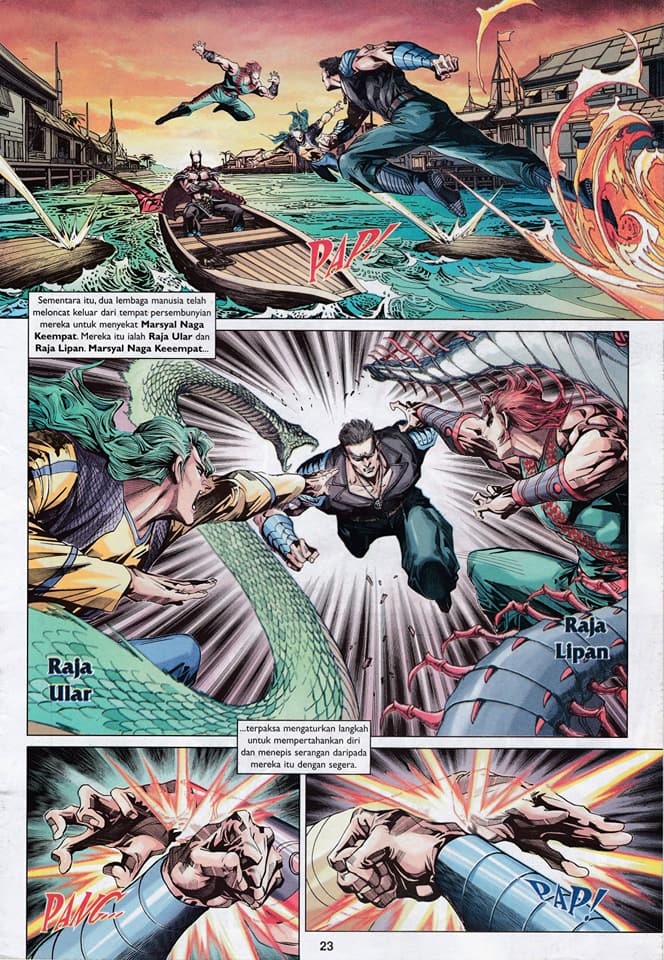 PAP!
Sementara itu, dua lembaga manusia telah
meloncat keluar dari tempat persembunyian
mereka untuk menyekat Marsyal Naga
Keempat. Mereka itu ialah Raja Ular dan
Raja Lipan. Marsyal Naga Keeempat...
Raja
Ular
Raja
Lipan
...terpaksa mengaturkan langkah
untuk mempertahankan diri
dan menepis serangan daripada
mereka itu dengan segera.
PANG...
PAP!
23